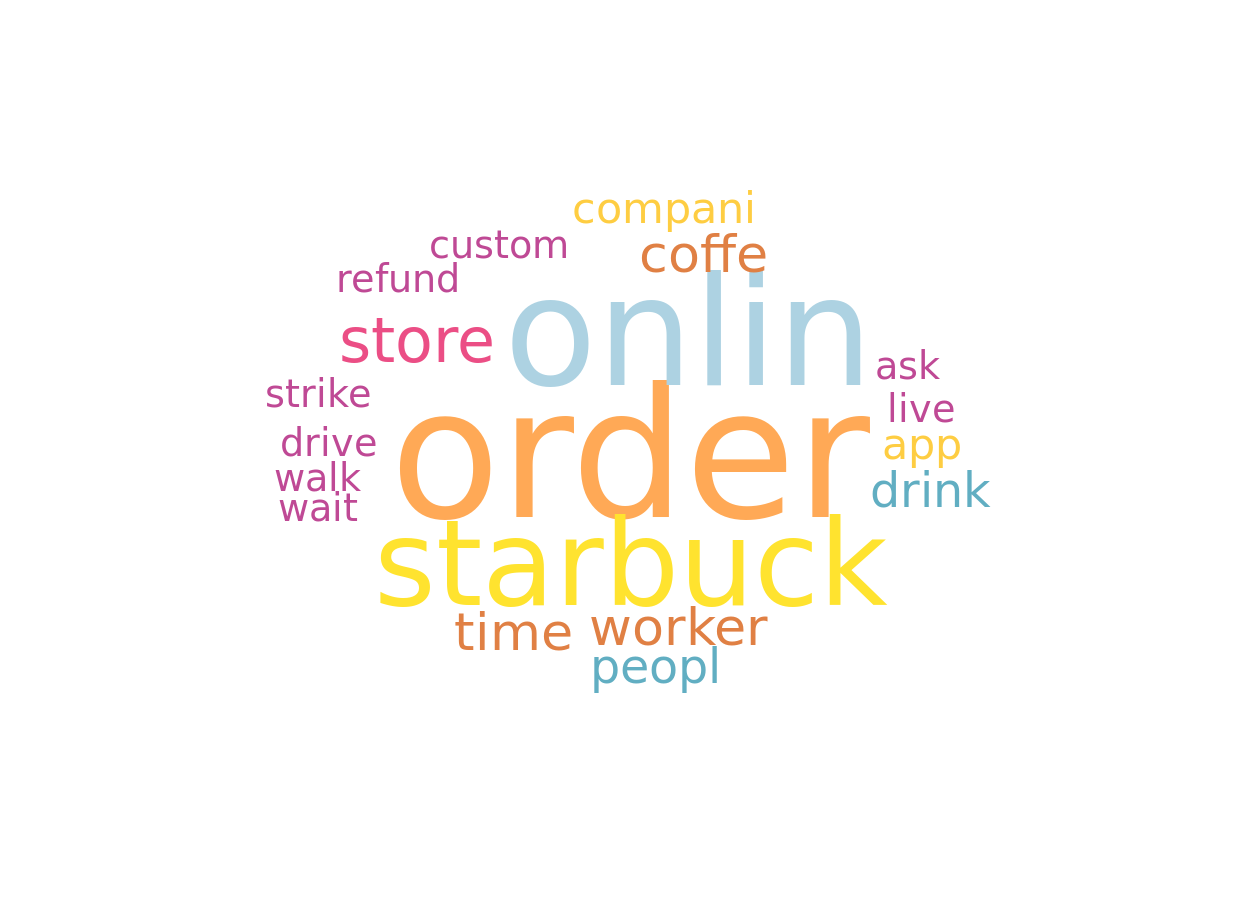 compani
custom
coffe
refund
onlin
store
ask
strike
live
order
drive
app
walk
drink
wait
starbuck
time
worker
peopl